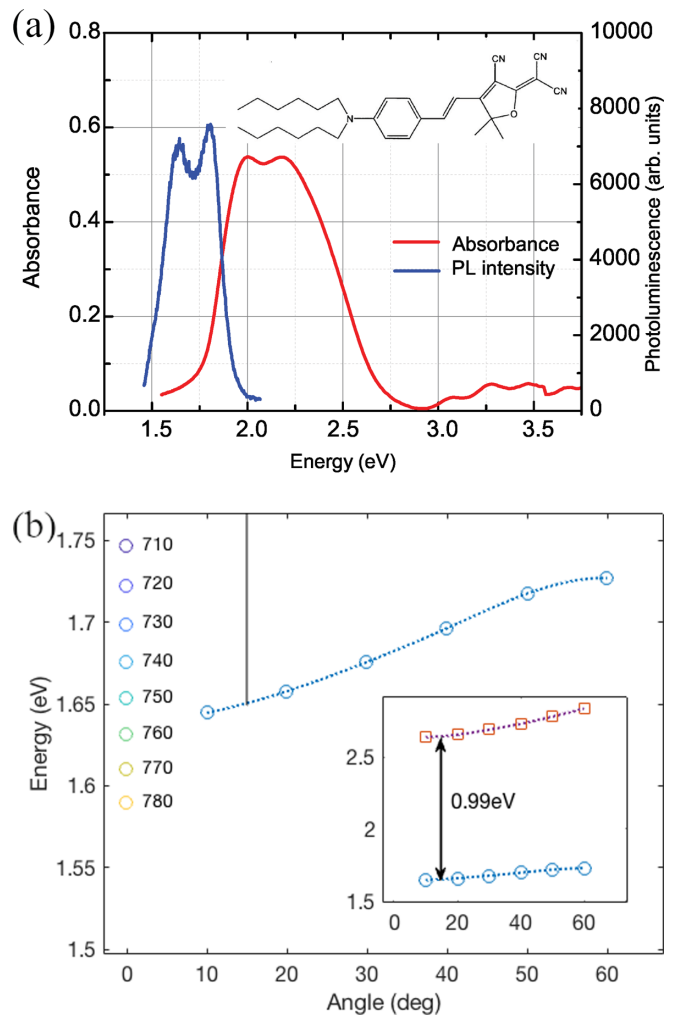 (a)
0.8
0.6
0.4
0.2
0.0
Absorbance
10000
8000
6000
4000
2000
0
Photoluminescence (arb. units)
CN
CN
CN
N
O
Absorbance
PL intensity
1.5 2.0 2.5 3.0 3.5
Energy (eV)
(b)
1.75
1.7
1.65
1.6
1.55
1.5
Energy (eV)
710
720
730
740
750
760
770
780
2.5
2
1.5
0.99eV
0 20 40 60
0 10 20 30 40 50 60
Angle (deg)